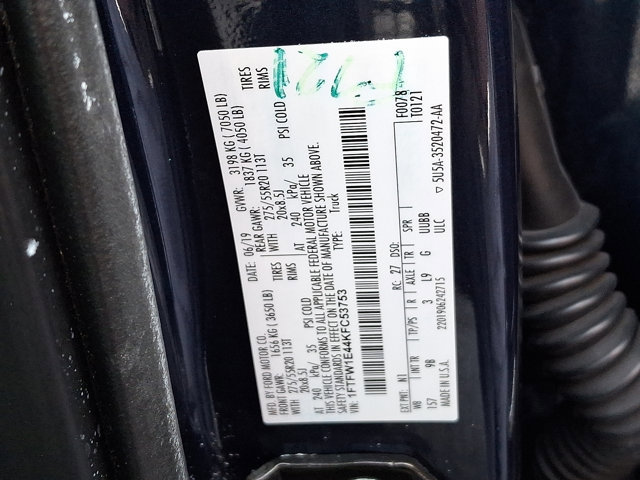 MFD. BY FORD MOTOR CO.
DATE: 06/19 GVWR: 3198 KG ( 7050 LB)
FRONT GAWR: 1656 KG ( 3650 LB) REAR GAWR: 1837 KG ( 4050 LB)
WITH 275/55R20 113T TIRES WITH 275/55R20 113T TIRES
20x8.5J RIMS 20x8.5J RIMS
AT 240 kPa/ 35 PSI COLD AT 240 kPa/ 35 PSI COLD
THIS VEHICLE CONFORMS TO ALL APPLICABLE FEDERAL MOTOR VEHICLE
SAFETY STANDARDS IN EFFECT ON THE DATE OF MANUFACTURE SHOWN ABOVE.
VIN: 1FTFW1E44KFC53753 TYPE: Truck
F0078
T0121
EXT PNT: N1 RC: 27 DSO:
WB INT TR TP/PS R AXLE TR SPR
157 9B 3 L9 G UUBB
MADE IN U.S.A. 2201906242715 ULC
5U5A-3520472-AA